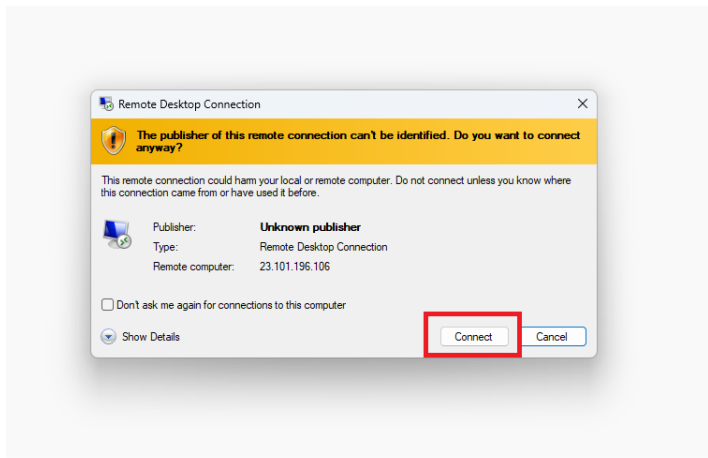 Remote Desktop Connection
The publisher of this remote connection can't be identified. Do you want to connect
anyway?
This remote connection could harm your local or remote computer. Do not connect unless you know where
this connection came from or have used it before.
Publisher: Unknown publisher
Type: Remote Desktop Connection
Remote computer: 23.101.196.106
Don't ask me again for connections to this computer
Show Details Connect Cancel